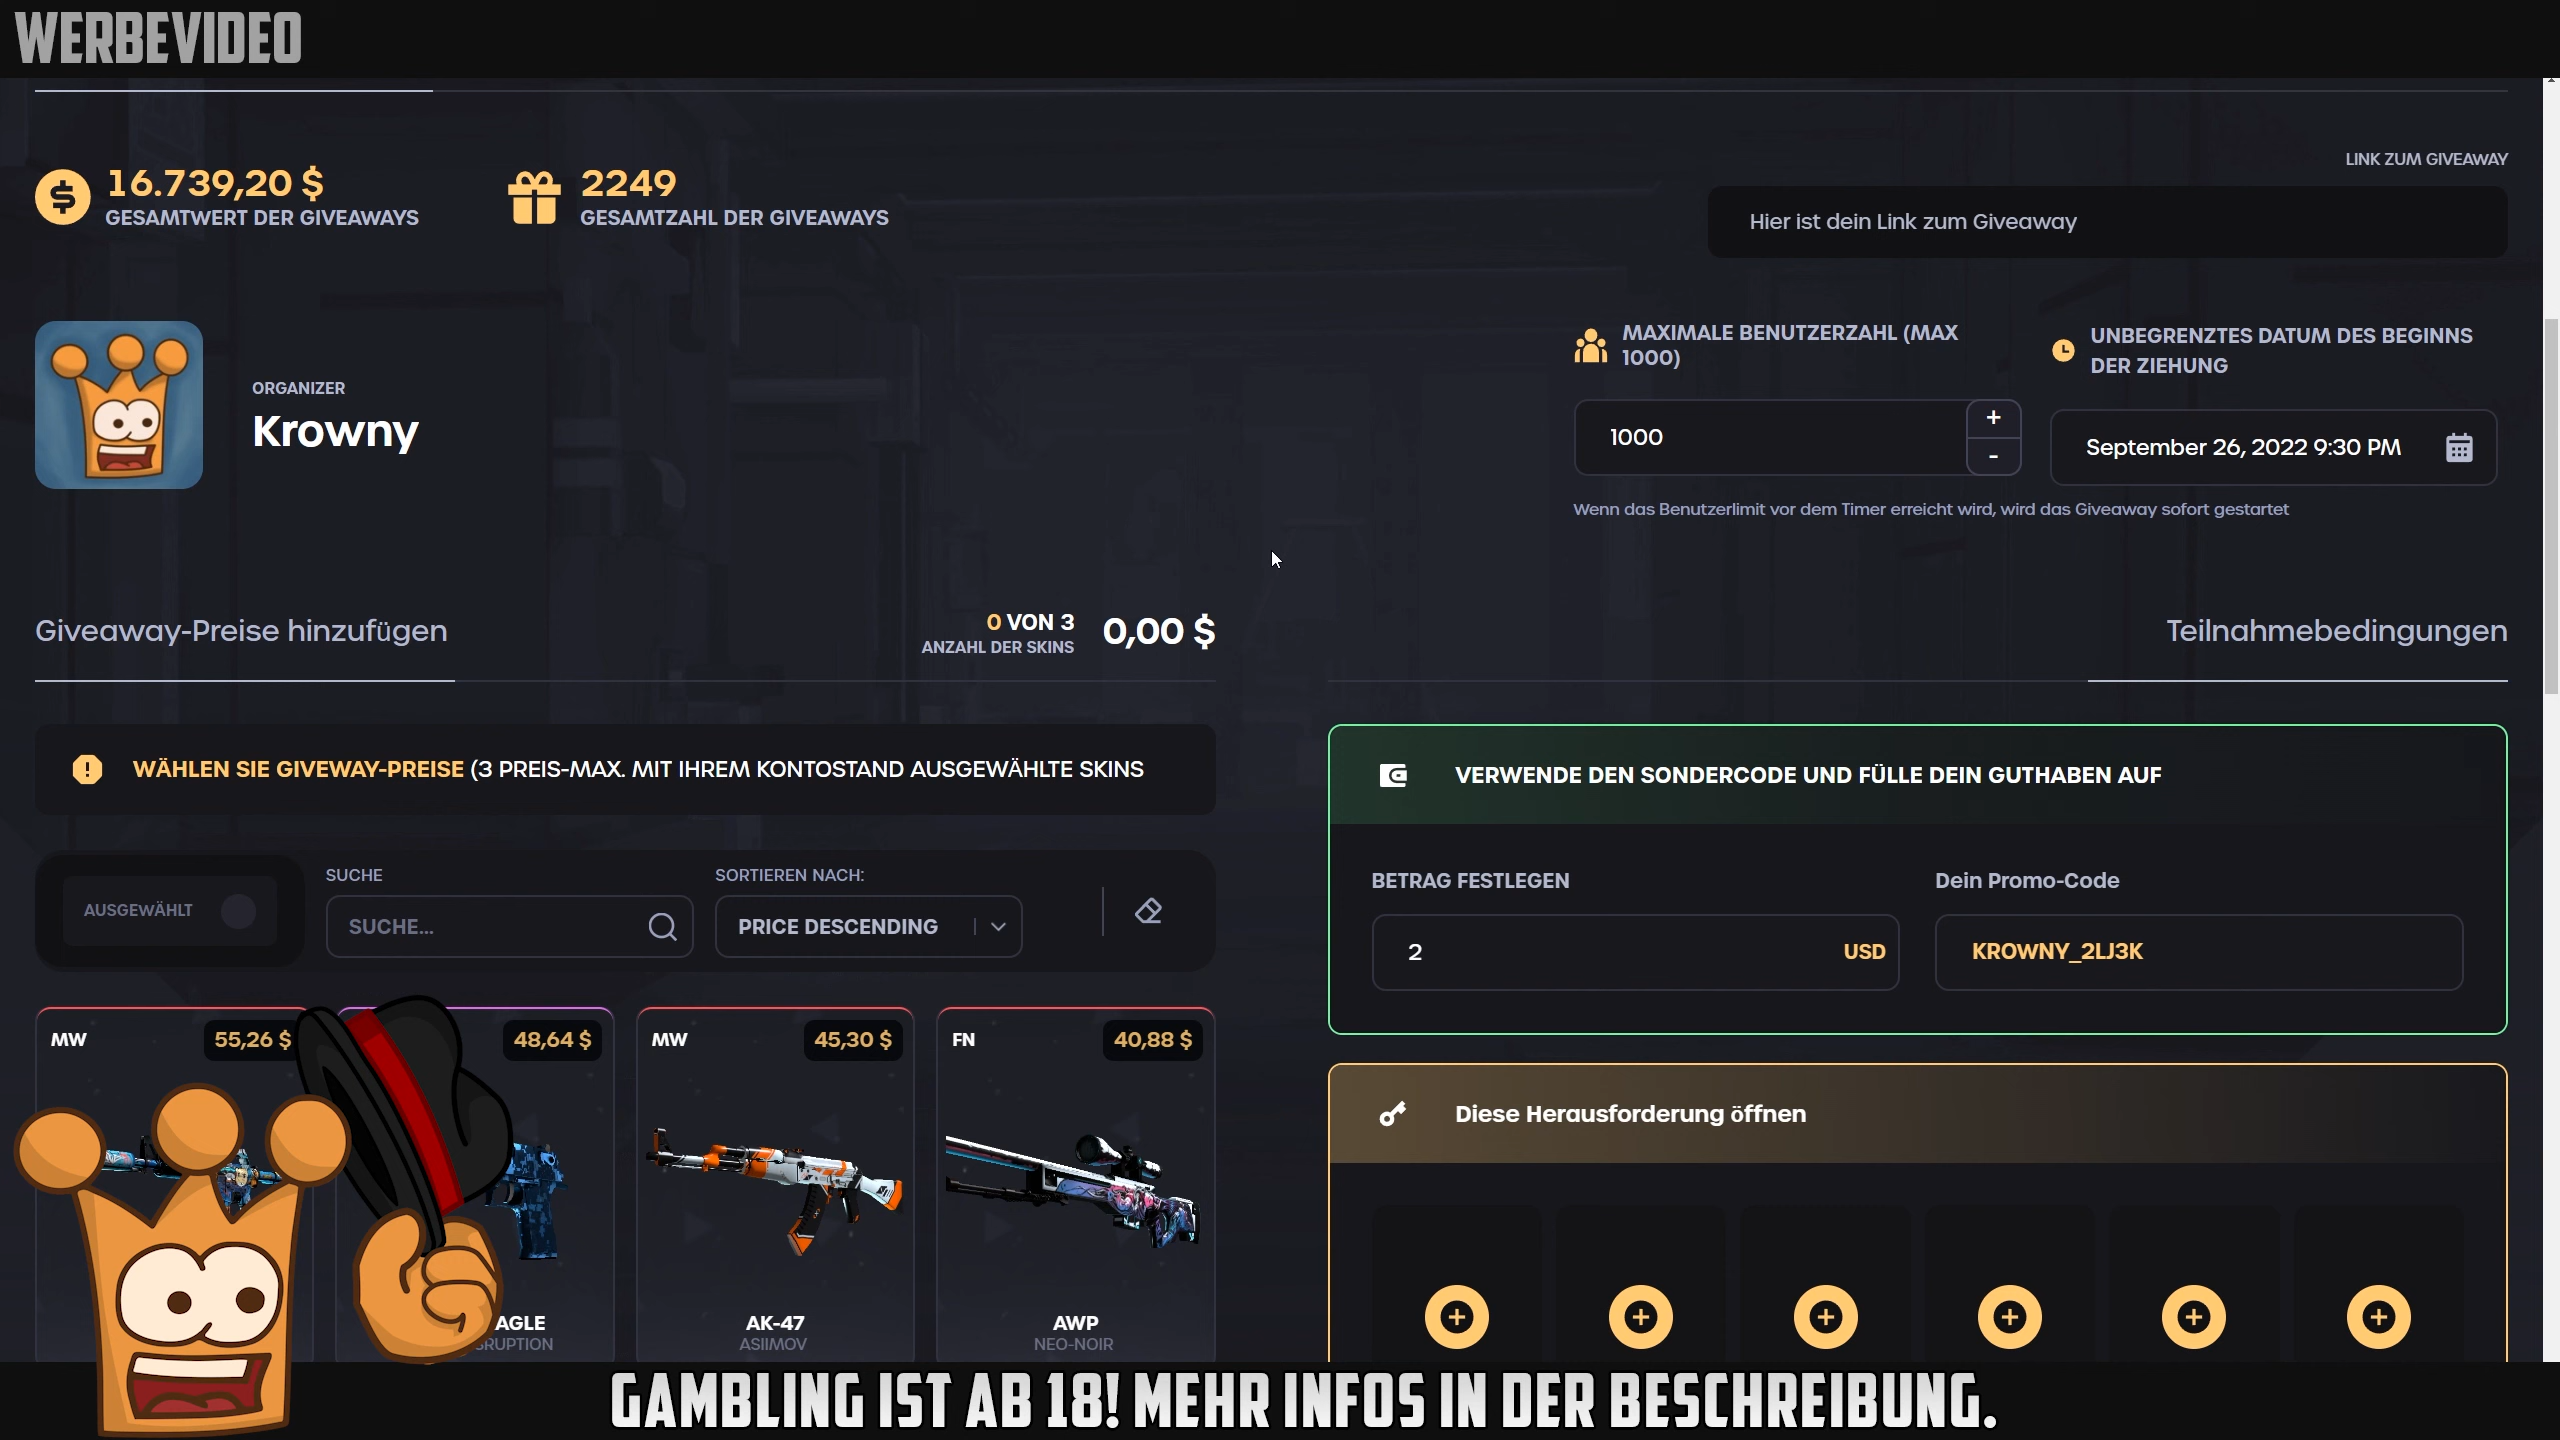 WERBEVIDEO
16.739,20 $
GESAMTWERT DER GIVEAWAYS
2249
GESAMTZAHL DER GIVEAWAYS
LINK ZUM GIVEAWAY
Hier ist dein Link zum Giveaway
ORGANIZER
Krowny
MAXIMALE BENUTZERZAHL (MAX
1000)
1000
+
-
UNBEGRENZTES DATUM DES BEGINNS
DER ZIEHUNG
September 26, 2022 9:30 PM
Wenn das Benutzerlimit vor dem Timer erreicht wird, wird das Giveaway sofort gestartet
Giveaway-Preise hinzufügen
0 VON 3
ANZAHL DER SKINS
0,00 $
Teilnahmebedingungen
WÄHLEN SIE GIVEWAY-PREISE (3 PREIS-MAX. MIT IHREM KONTOSTAND AUSGEWÄHLTE SKINS
AUSGEWÄHLT
SUCHE
SUCHE...
SORTIEREN NACH:
PRICE DESCENDING
VERWENDE DEN SONDERCODE UND FÜLLE DEIN GUTHABEN AUF
BETRAG FESTLEGEN
2
USD
Dein Promo-Code
KROWNY_2LJ3K
Diese Herausforderung öffnen
MW
55,26 $
48,64 $
AGLE
RUPTION
MW
45,30 $
AK-47
ASIIMOV
FN
40,88 $
AWP
NEO-NOIR
GAMBLING IST AB 18! MEHR INFOS IN DER BESCHREIBUNG.